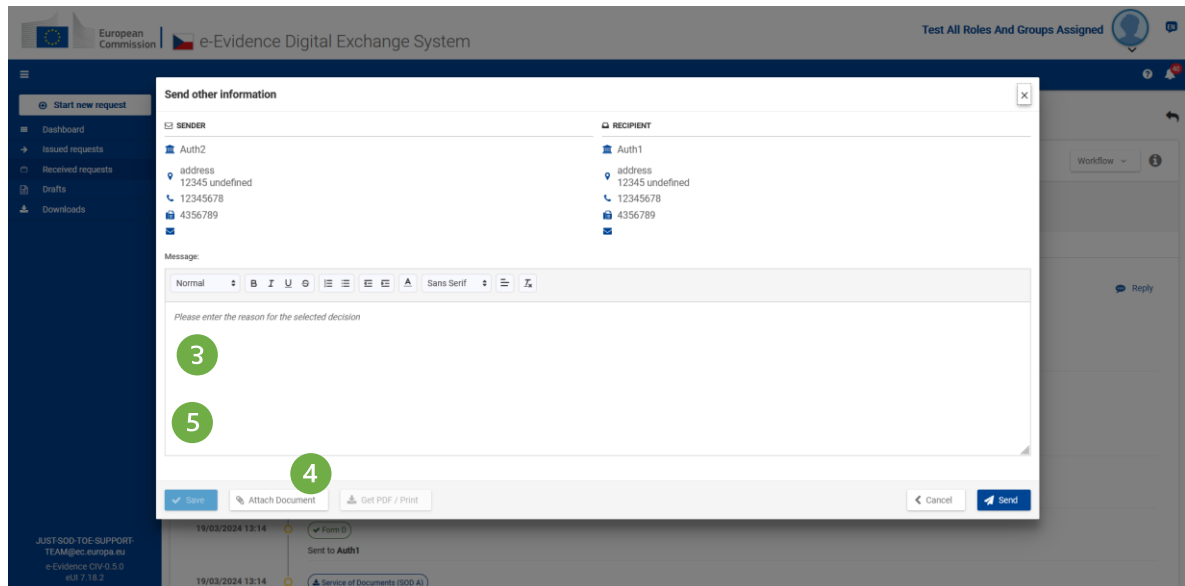 European
Commission
e-Evidence Digital Exchange System
Test All Roles And Groups Assigned
EN
Start new request
Dashboard
Issued requests
Received requests
Drafts
Downloads
Workflow
Reply
Send other information
SENDER
RECIPIENT
Auth2
Auth1
address
12345 undefined
address
12345 undefined
12345678
12345678
4356789
4356789
Message:
Normal
B I U S
A
Sans Serif
Please enter the reason for the selected decision
3
5
4
Save
Attach Document
Get PDF / Print
Cancel
Send
19/03/2024 13:14
Form D
Sent to Auth1
19/03/2024 13:14
Service of Documents (SOD A)
JUST-SOD-TOE-SUPPORT-
TEAM@ec.europa.eu
e-Evidence CIV-0.5.0
eUI 7.18.2